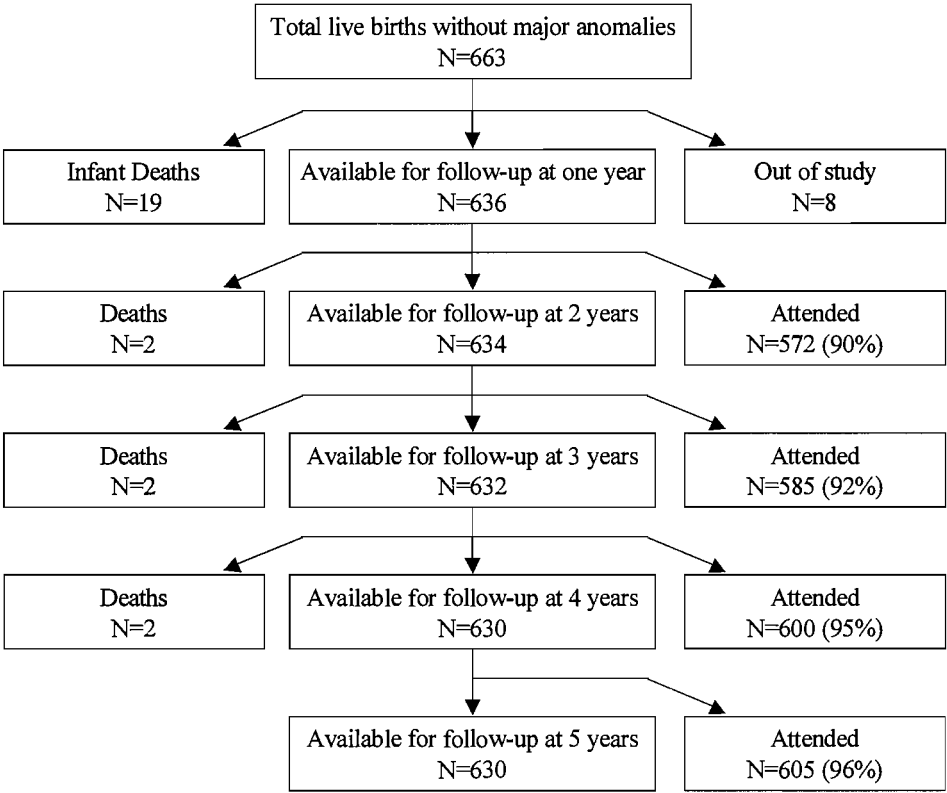 Total live births without major anomalies
N=663
Infant Deaths
N=19
Available for follow-up at one year
N=636
Out of study
N=8
Deaths
N=2
Available for follow-up at 2 years
N=634
Attended
N=572 (90%)
Deaths
N=2
Available for follow-up at 3 years
N=632
Attended
N=585 (92%)
Deaths
N=2
Available for follow-up at 4 years
N=630
Attended
N=600 (95%)
Available for follow-up at 5 years
N=630
Attended
N=605 (96%)